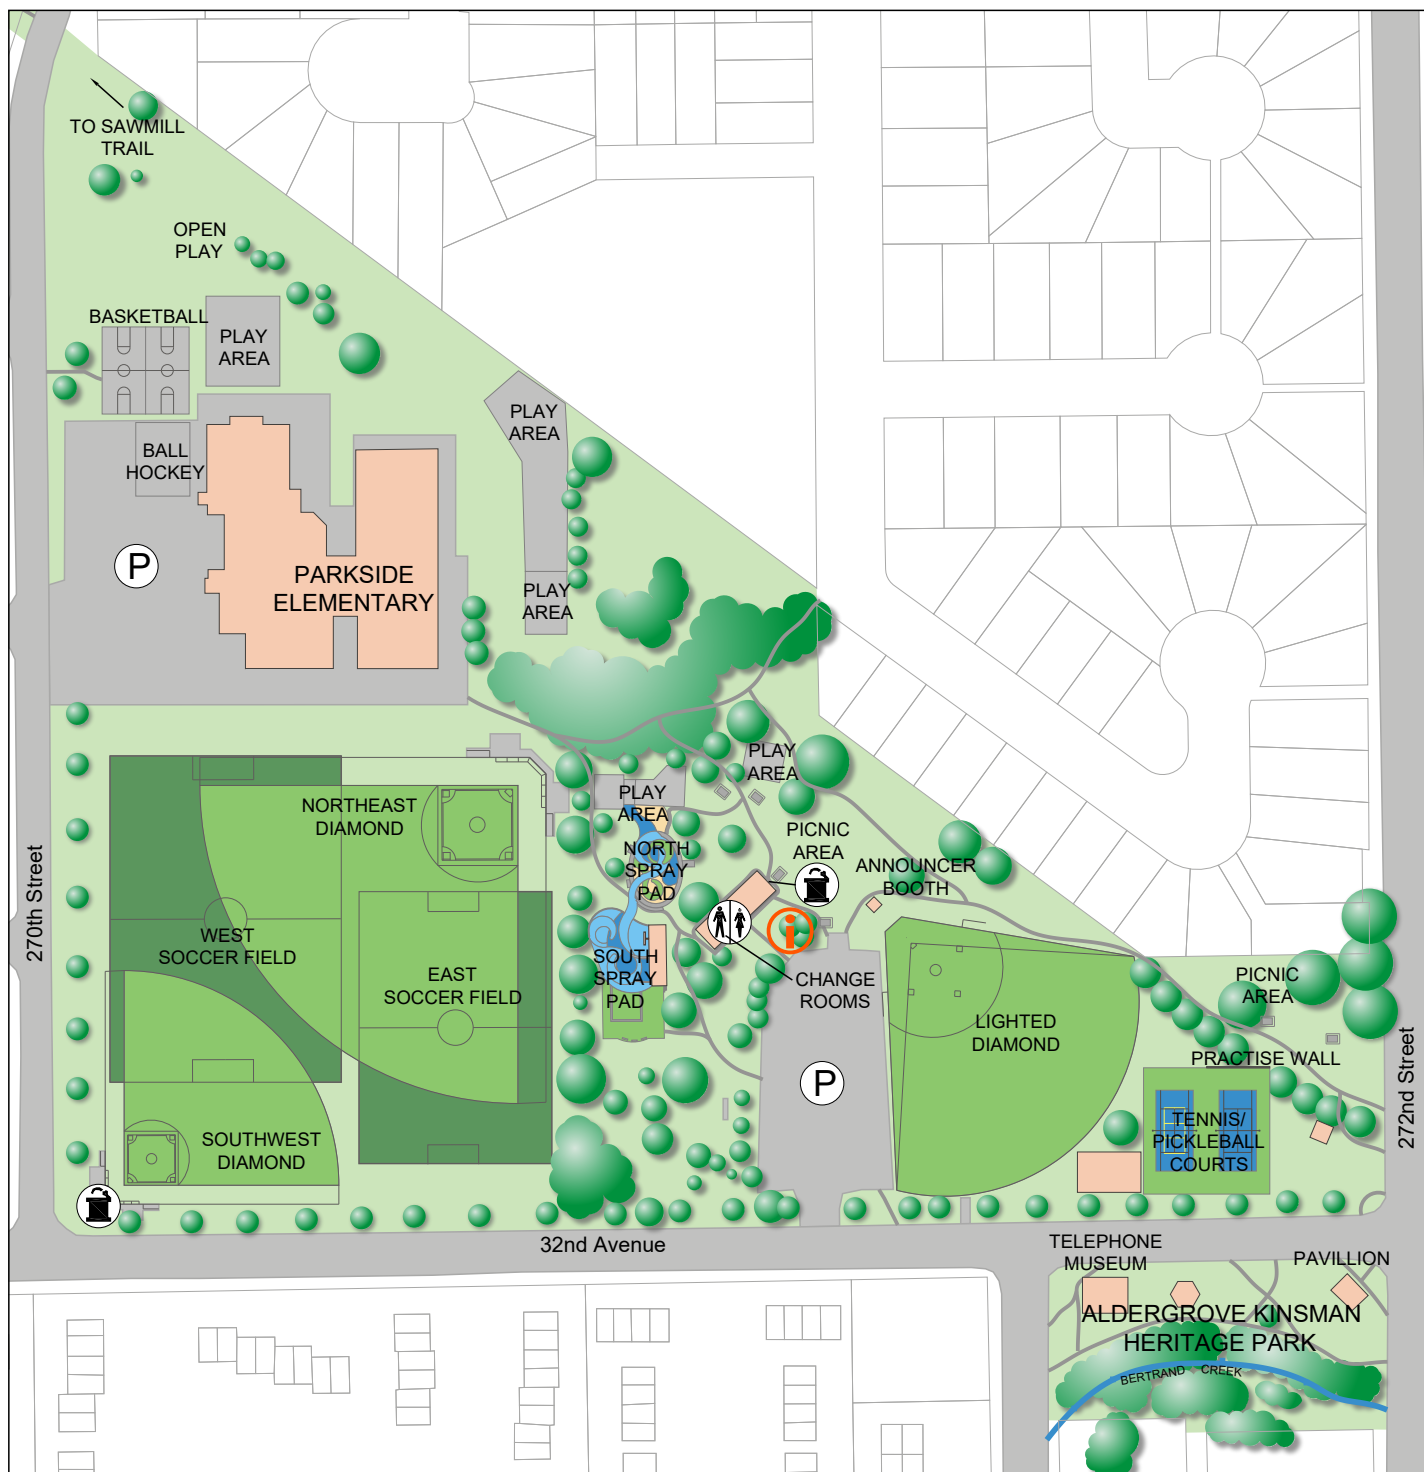 TO SAWMILL
TRAIL
OPEN
PLAY
BASKETBALL
PLAY
AREA
BALL
HOCKEY
PLAY
AREA
P
PARKSIDE
ELEMENTARY
PLAY
AREA
270th Street
NORTHEAST
DIAMOND
WEST
SOCCER FIELD
EAST
SOCCER FIELD
SOUTHWEST
DIAMOND
PLAY
AREA
PLAY
AREA
NORTH
SPRAY
PAD
PICNIC
AREA
ANNOUNCER
BOOTH
i
SOUTH
SPRAY
PAD
CHANGE
ROOMS
P
LIGHTED
DIAMOND
PICNIC
AREA
PRACTISE WALL
TENNIS/
PICKLEBALL
COURTS
272nd Street
32nd Avenue
TELEPHONE
MUSEUM
PAVILLION
ALDERGROVE KINSMAN
HERITAGE PARK
BERTRAND CREEK